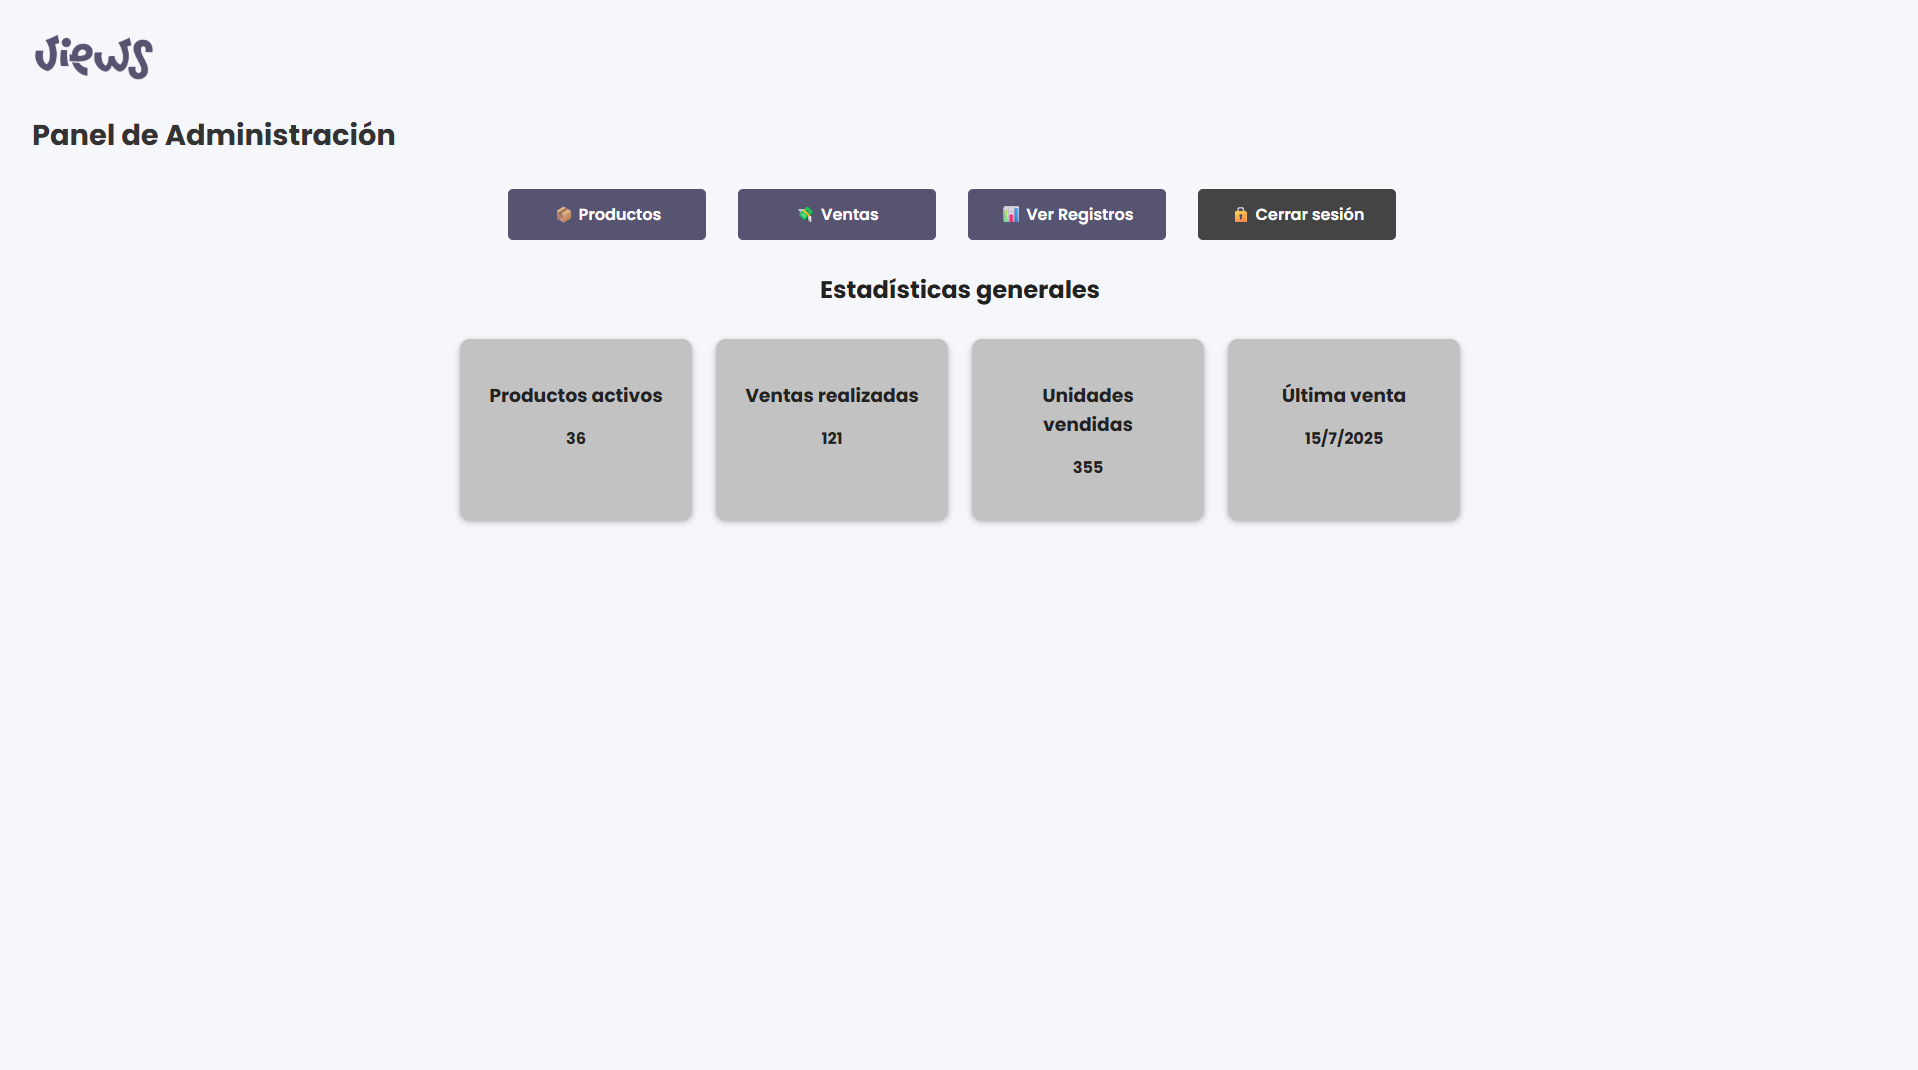 views
Panel de Administración
📦 Productos
💸 Ventas
📊 Ver Registros
🔒 Cerrar sesión
Estadísticas generales
Productos activos
36
Ventas realizadas
121
Unidades
vendidas
355
Última venta
15/7/2025